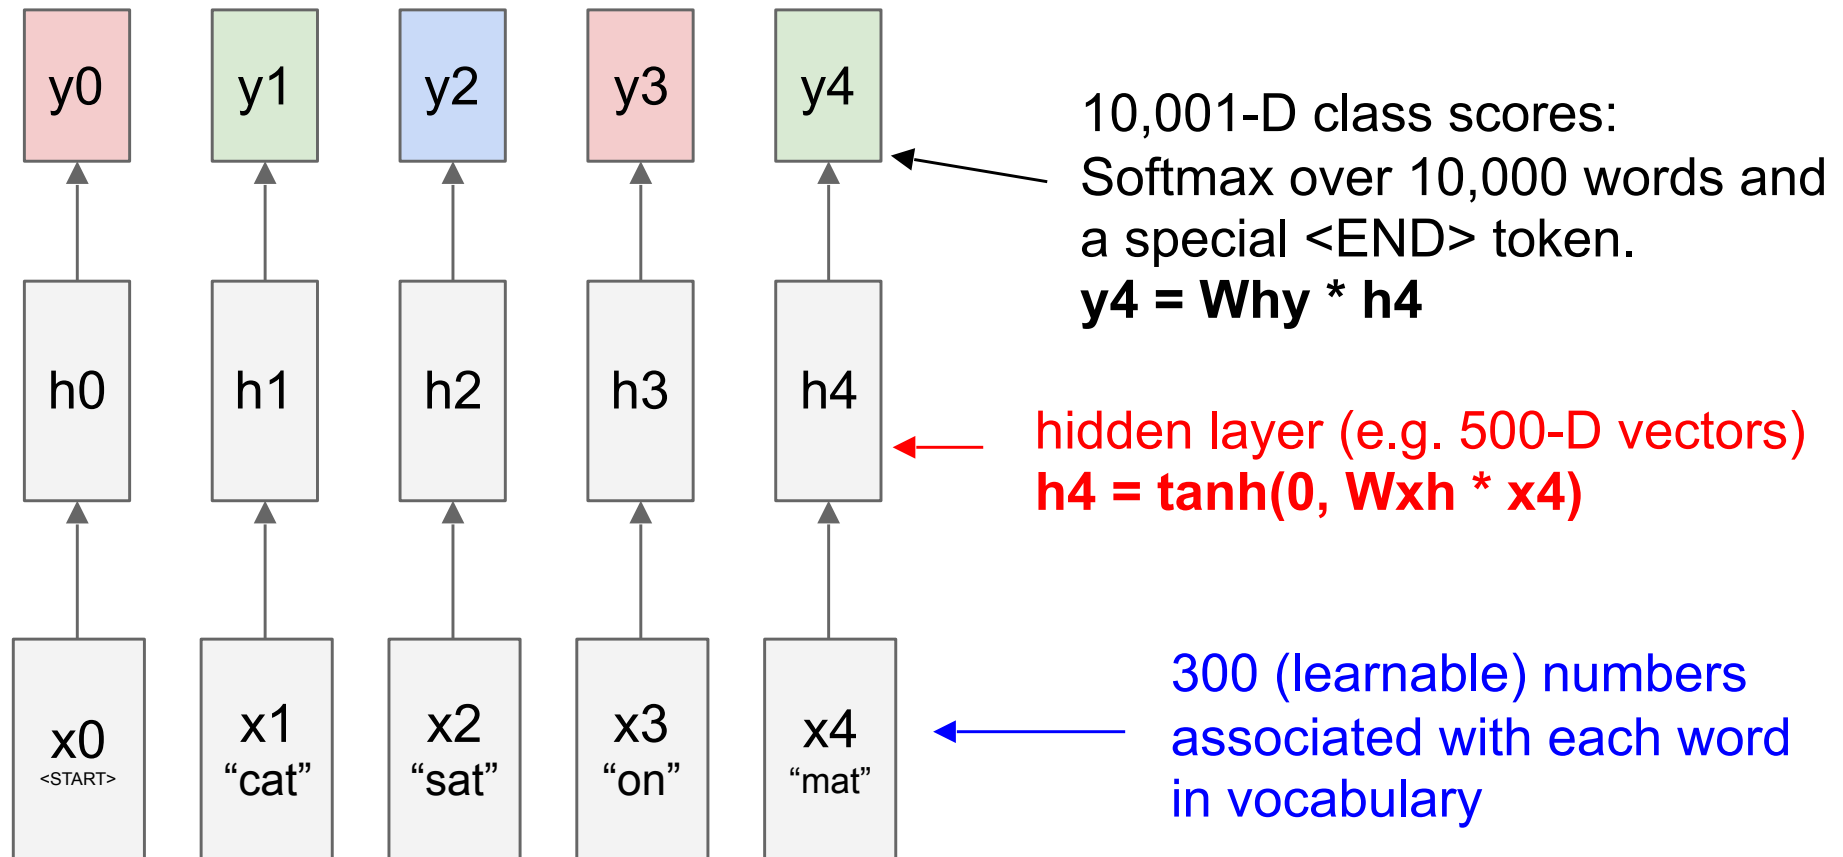 y0
y1
y2
y3
y4
10,001-D class scores:
Softmax over 10,000 words and
a special <END> token.
y4 = Why * h4
h0
h1
h2
h3
h4
hidden layer (e.g. 500-D vectors)
h4 = tanh(0, Wxh * x4)
x0
<START>
x1
“cat”
x2
“sat”
x3
“on”
x4
“mat”
300 (learnable) numbers
associated with each word
in vocabulary